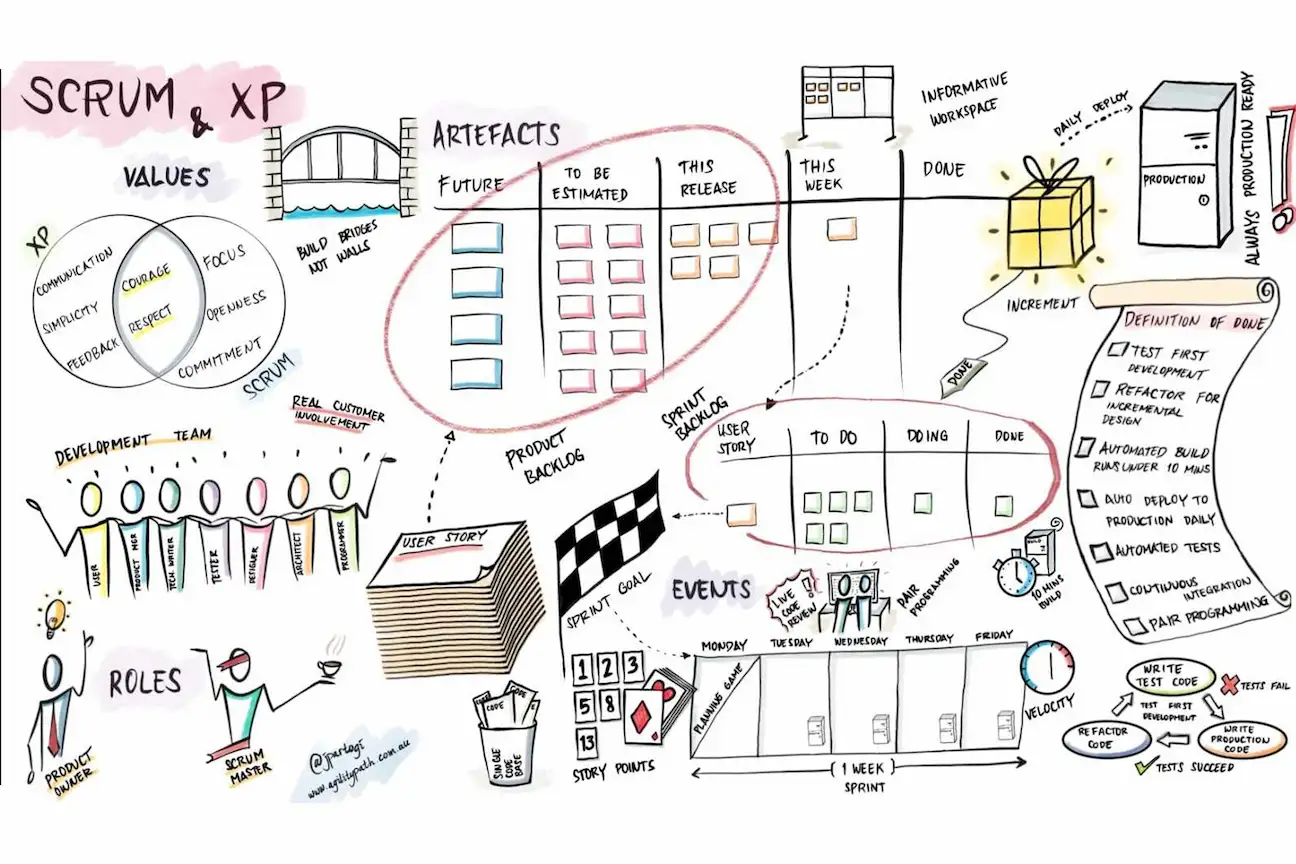 SCRUM & XP
VALUES
XP
COMMUNICATION
SIMPLICITY
FEEDBACK
COURAGE
RESPECT
FOCUS
OPENNESS
COMMITMENT
SCRUM
BUILD BRIDGES
NOT WALLS
ARTEFACTS
FUTURE
TO BE
ESTIMATED
THIS
RELEASE
THIS
WEEK
DONE
INFORMATIVE
WORKSPACE
DAILY DEPLOY
PRODUCTION
ALWAYS PRODUCTION READY
INCREMENT
DONE
PRODUCT
BACKLOG
SPRINT
BACKLOG
USER
STORY
TO DO
DOING
DONE
DEFINITION OF DONE
TEST FIRST
DEVELOPMENT
REFACTOR FOR
INCREMENTAL
DESIGN
AUTOMATED BUILD
RUNS UNDER 10 MINS
AUTO DEPLOY TO
PRODUCTION DAILY
AUTOMATED TESTS
CONTINUOUS
INTEGRATION
PAIR PROGRAMMING
DEVELOPMENT TEAM
REAL CUSTOMER
INVOLVEMENT
USER
PRODUCT MGR
TECH. WRITER
TESTER
DESIGNER
ARCHITECT
PROGRAMMER
USER STORY
SPRINT GOAL
EVENTS
LIVE
CODE
REVIEW
PAIR
PROGRAMMING
BUILD
10 MINS
BUILD
ROLES
PRODUCT
OWNER
SCRUM
MASTER
@jpartogi
www.agilitypath.com.au
CODE
CODE
SINGLE
CODE
BASE
1 2 3
5 8
13
STORY POINTS
MONDAY
TUESDAY
WEDNESDAY
THURSDAY
FRIDAY
PLANNING GAME
VELOCITY
1 WEEK
SPRINT
WRITE
TEST CODE
TESTS FAIL
TEST FIRST
DEVELOPMENT
REFACTOR
CODE
WRITE
PRODUCTION
CODE
TESTS SUCCEED